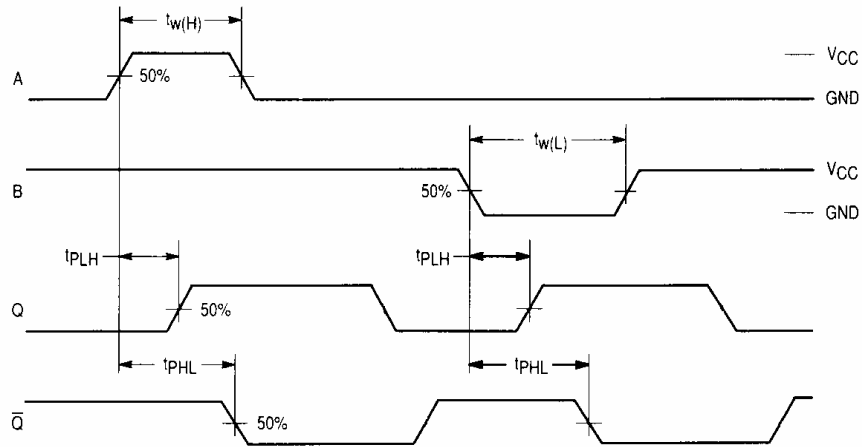 tw(H)
VCC
A
50%
GND
tw(L)
VCC
B
50%
GND
tPLH
tPLH
Q
50%
tPHL
tPHL
Q̅
50%